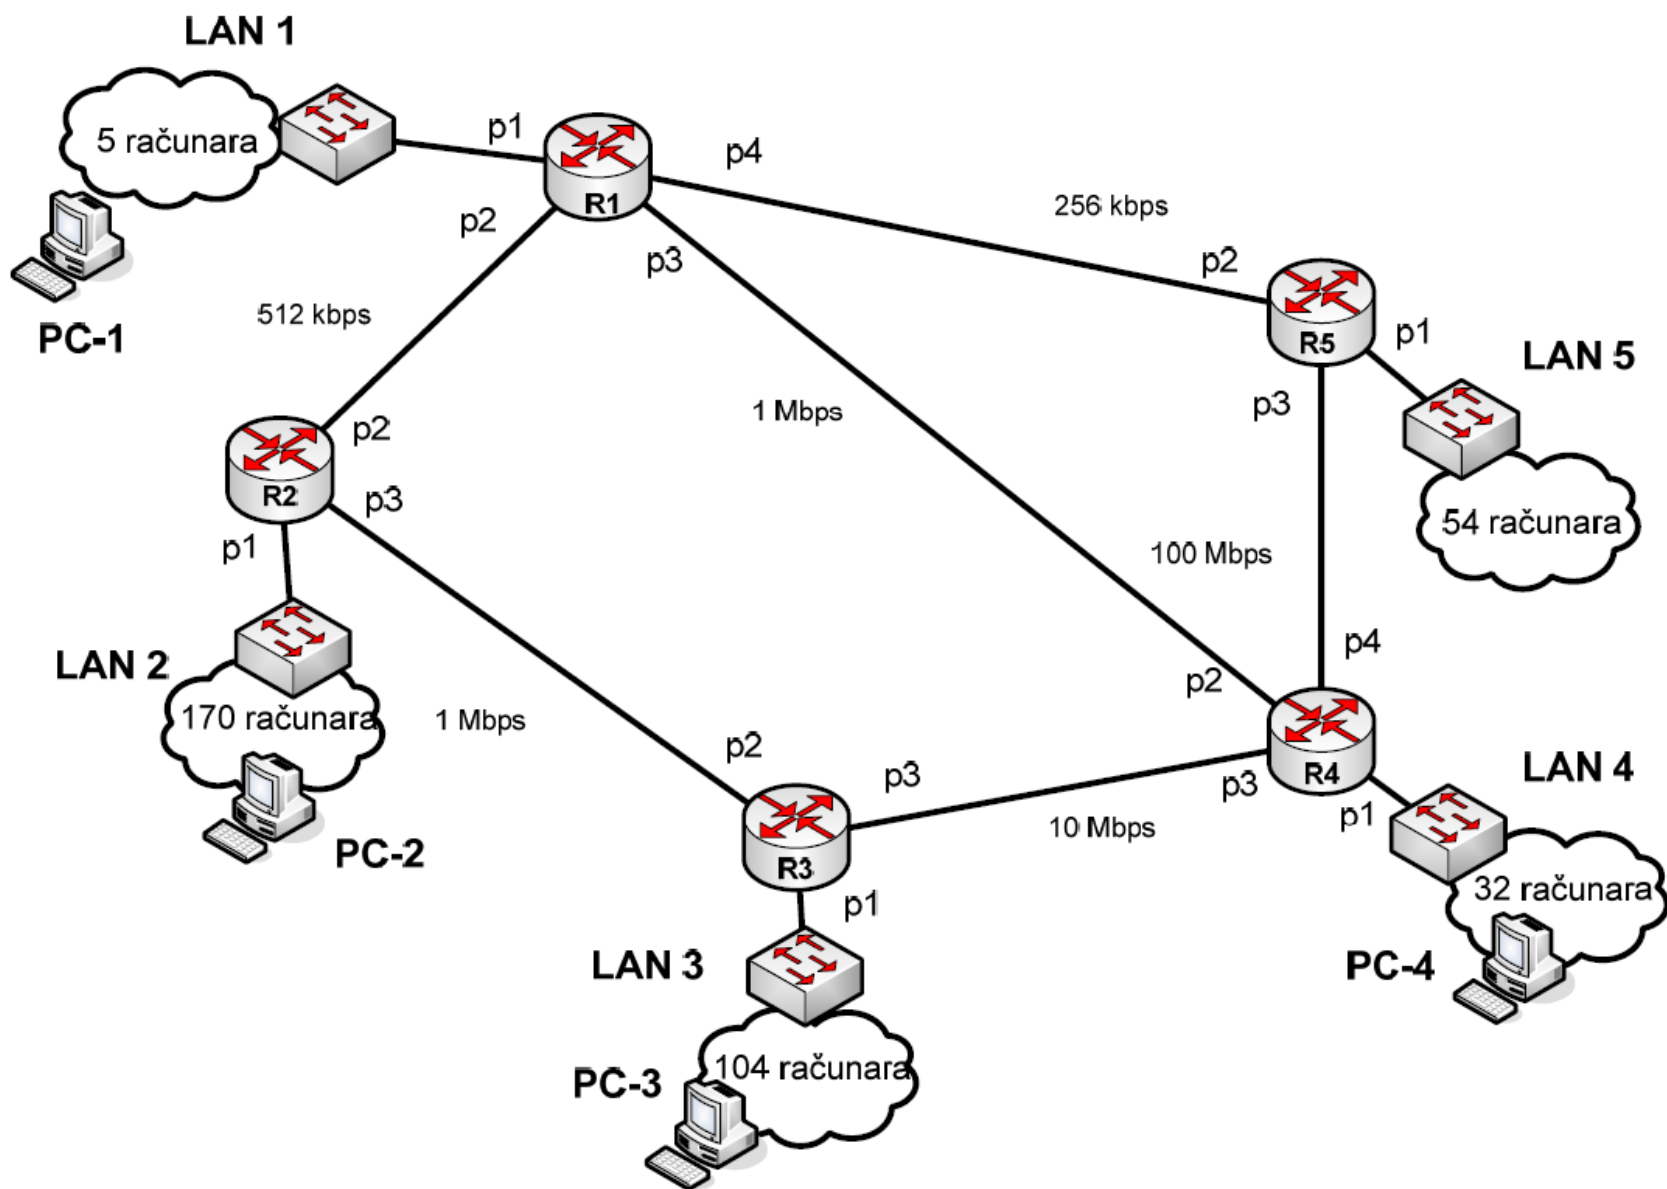 LAN 1
5 računara
p1
R1
p4
p2
p3
256 kbps
p2
R5
p1
LAN 5
p3
54 računara
PC-1
512 kbps
1 Mbps
p2
R2
p3
p1
100 Mbps
LAN 2
170 računara
1 Mbps
PC-2
p4
p2
p2
p3
p3
R4
LAN 4
10 Mbps
p1
R3
p1
32 računara
PC-4
LAN 3
104 računara
PC-3